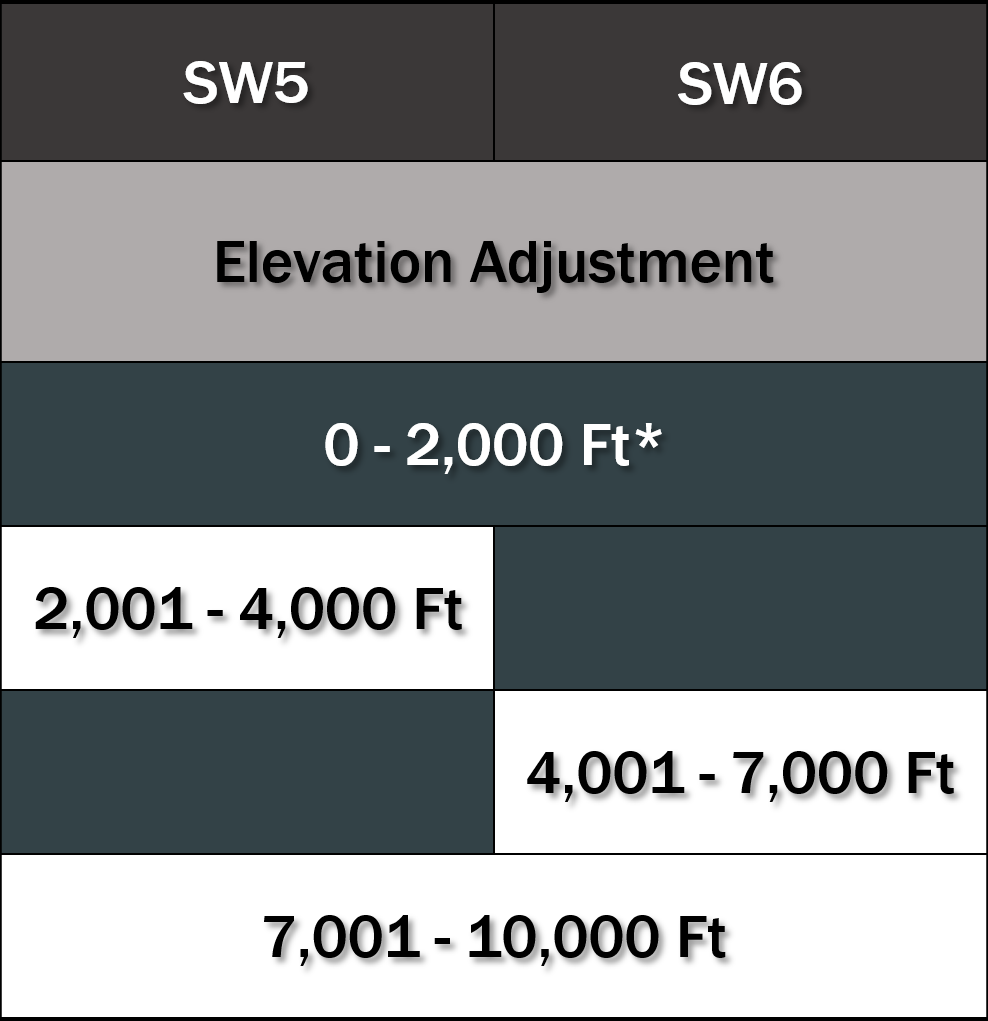 SW5 SW6
Elevation Adjustment
0 - 2,000 Ft*
2,001 - 4,000 Ft
4,001 - 7,000 Ft
7,001 - 10,000 Ft